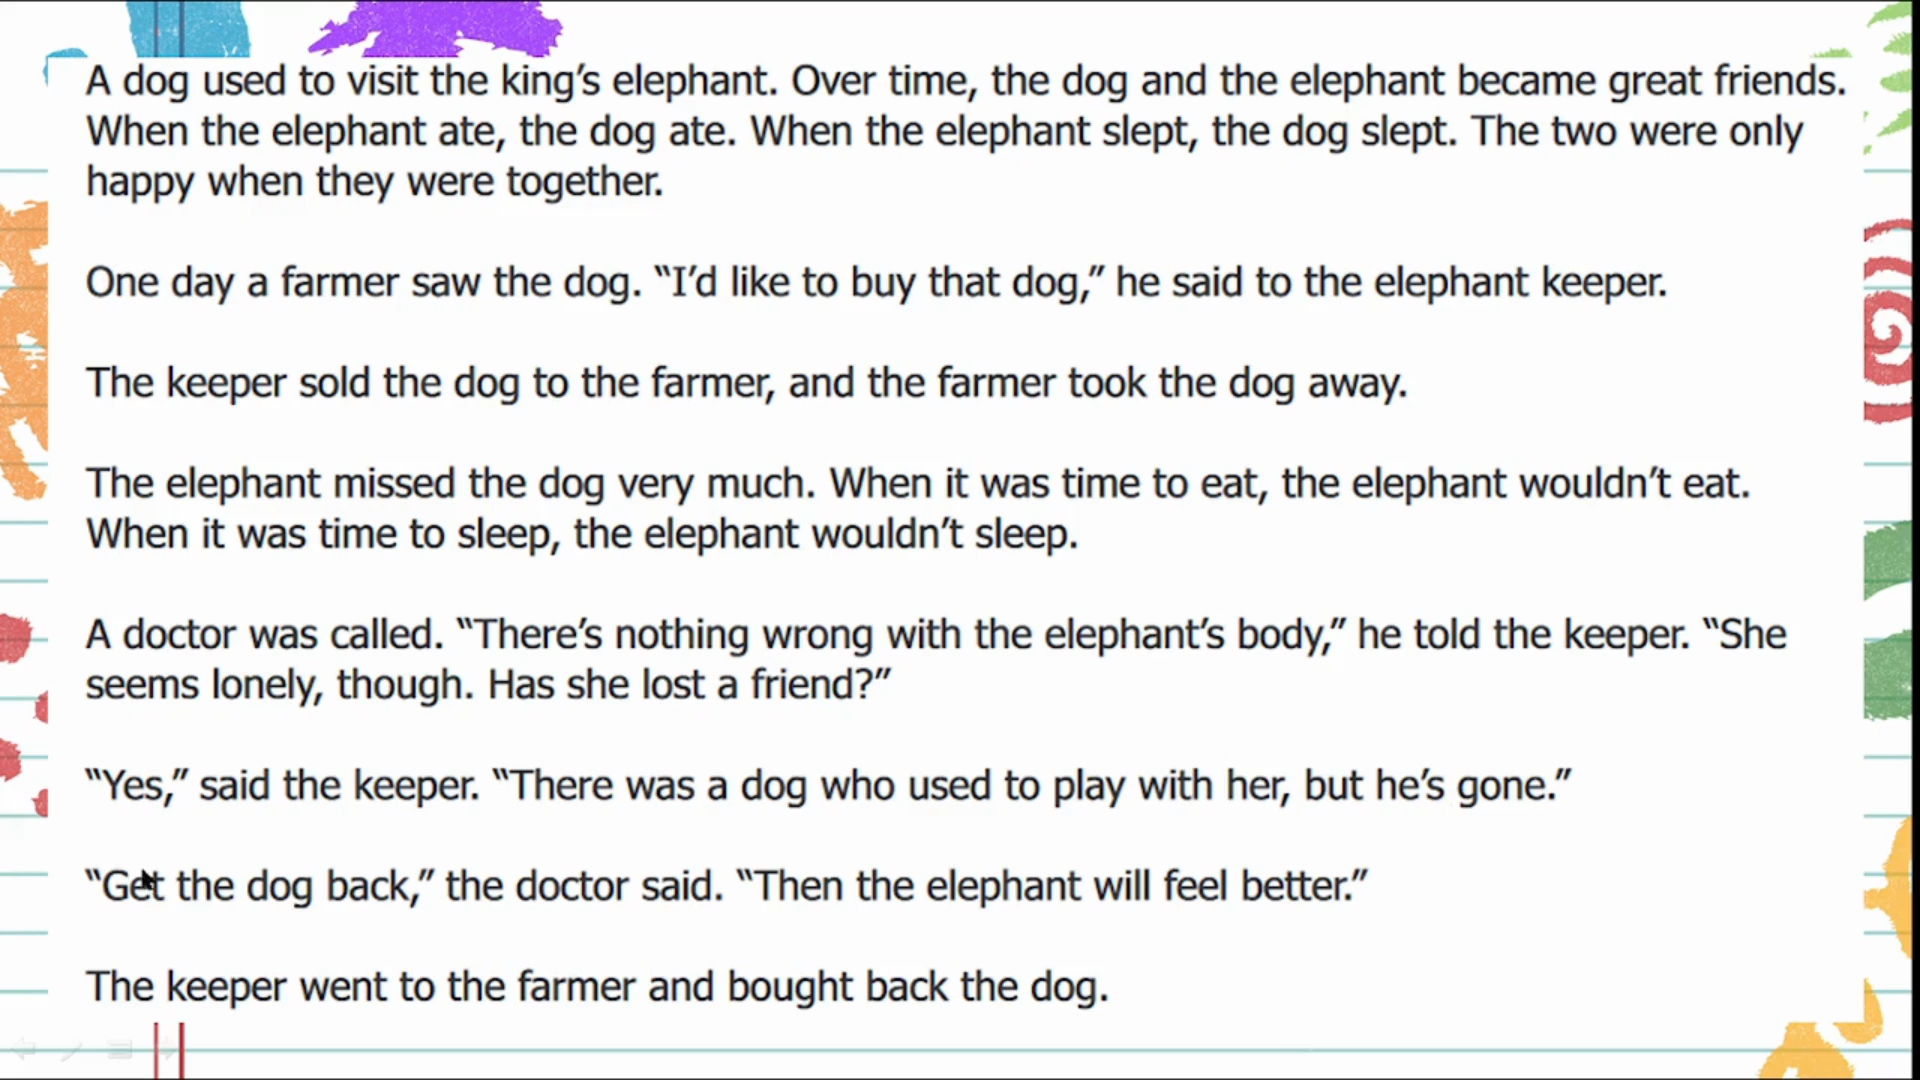 A dog used to visit the king’s elephant. Over time, the dog and the elephant became great friends.
When the elephant ate, the dog ate. When the elephant slept, the dog slept. The two were only
happy when they were together.
One day a farmer saw the dog. “I’d like to buy that dog,” he said to the elephant keeper.
The keeper sold the dog to the farmer, and the farmer took the dog away.
The elephant missed the dog very much. When it was time to eat, the elephant wouldn’t eat.
When it was time to sleep, the elephant wouldn’t sleep.
A doctor was called. “There’s nothing wrong with the elephant’s body,” he told the keeper. “She
seems lonely, though. Has she lost a friend?”
“Yes,” said the keeper. “There was a dog who used to play with her, but he’s gone.”
“Get the dog back,” the doctor said. “Then the elephant will feel better.”
The keeper went to the farmer and bought back the dog.